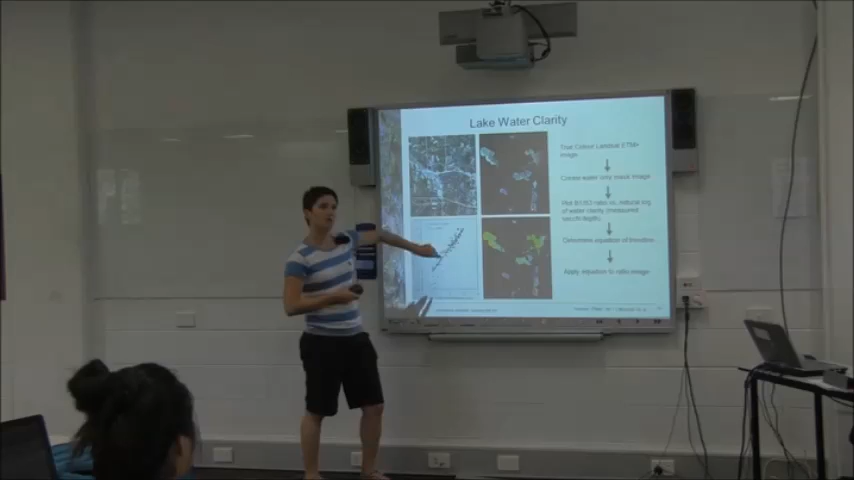 Lake Water Clarity
True Colour Landsat ETM+
image
Create water only mask image
Plot B1/B3 ratio vs. natural log
of water clarity (measured
secchi depth)
Determine equation of trendline
Apply equation to ratio image